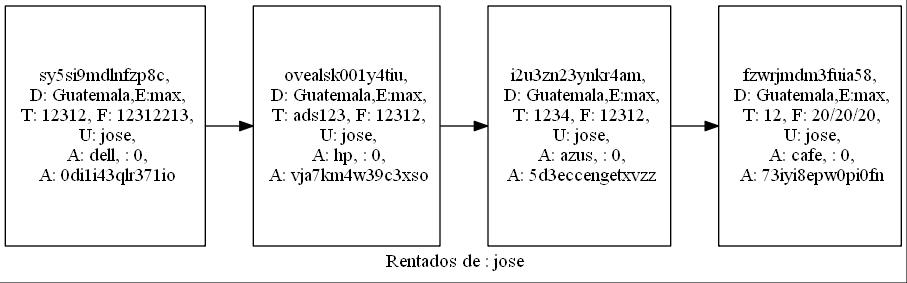 sy5si9mdlnfzp8c,
D: Guatemala,E:max,
T: 12312, F: 12312213,
U: jose,
A: dell, : 0,
A: 0di1i43qlr371io
ovealsk001y4tiu,
D: Guatemala,E:max,
T: ads123, F: 12312,
U: jose,
A: hp, : 0,
A: vja7km4w39c3xso
i2u3zn23ynkr4am,
D: Guatemala,E:max,
T: 1234, F: 12312,
U: jose,
A: azus, : 0,
A: 5d3eccengetxvzz
fzwrjmdm3fuia58,
D: Guatemala,E:max,
T: 12, F: 20/20/20,
U: jose,
A: cafe, : 0,
A: 73iyi8epw0pi0fn
Rentados de : jose